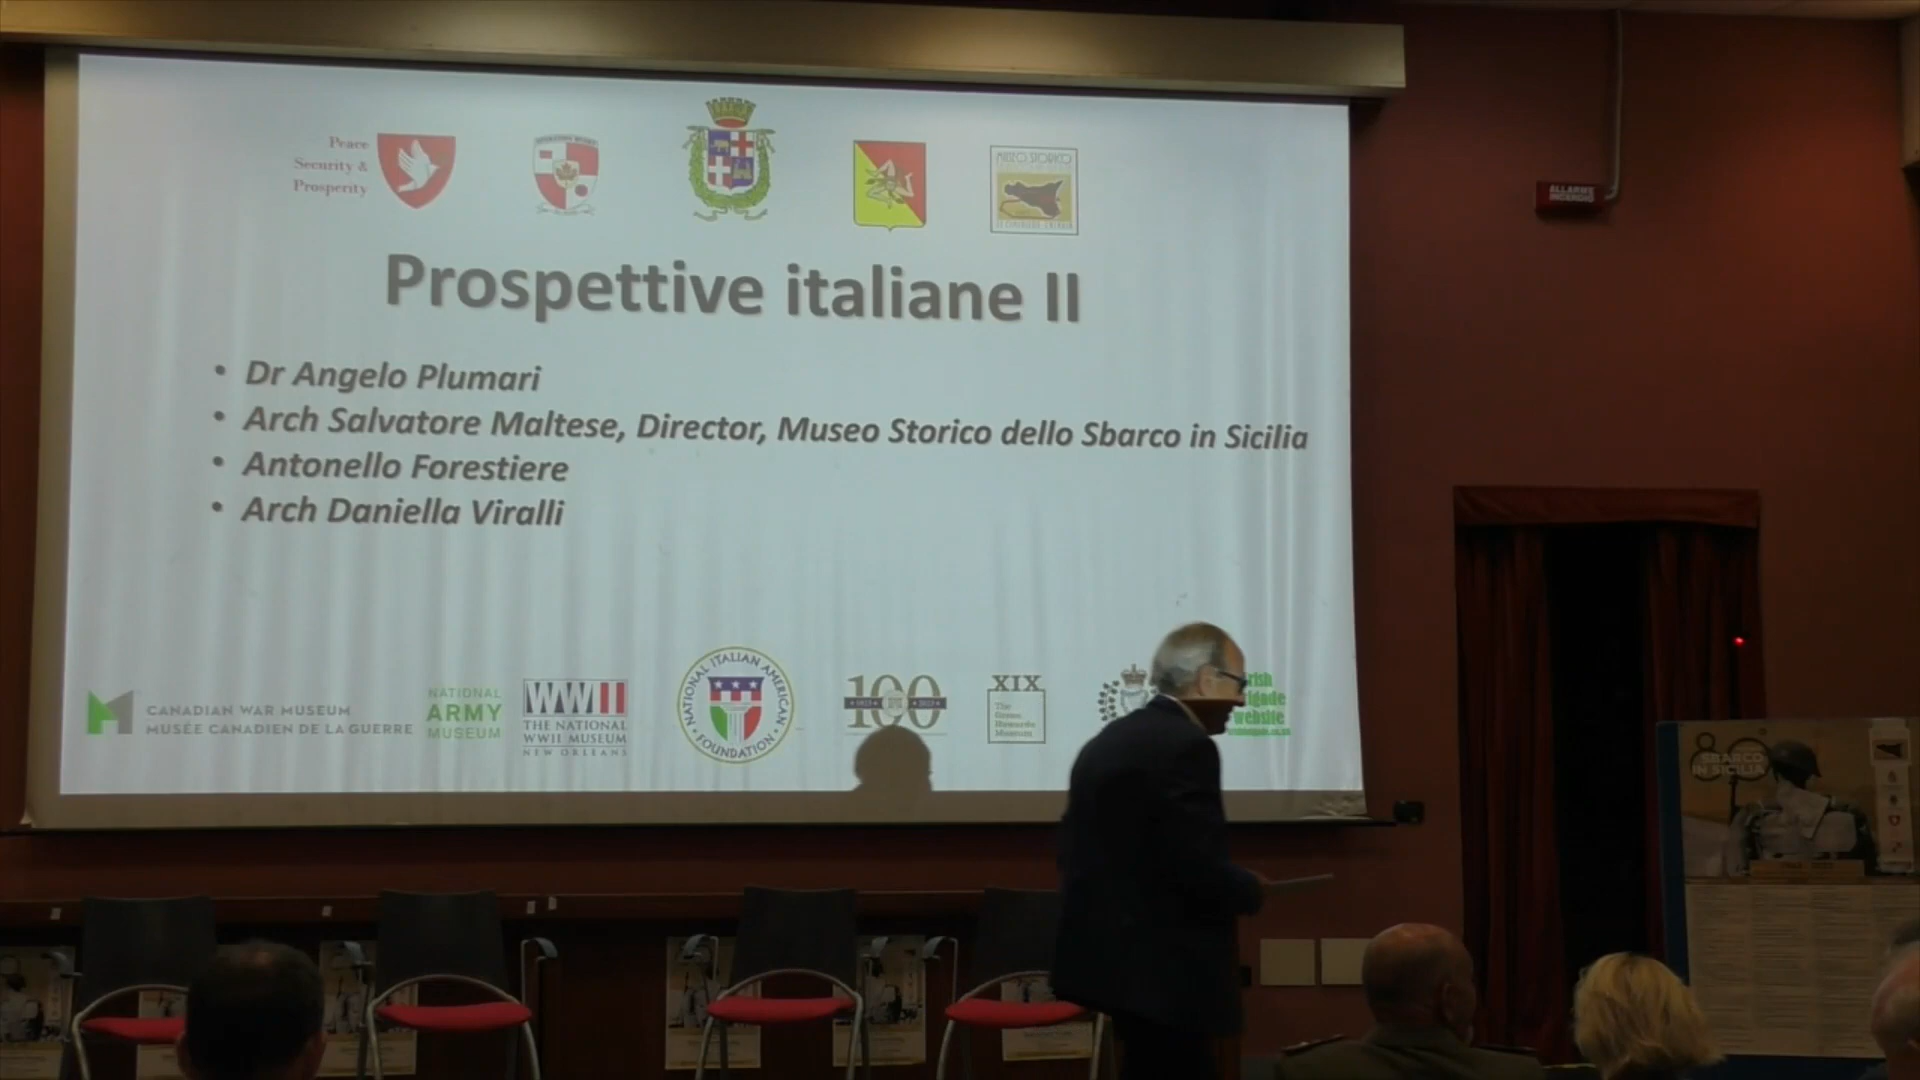 Peace
Security &
Prosperity
MUSEO STORICO
ALLARME
INCENDIO
Prospettive italiane II
• Dr Angelo Plumari
• Arch Salvatore Maltese, Director, Museo Storico dello Sbarco in Sicilia
• Antonello Forestiere
• Arch Daniella Viralli
CANADIAN WAR MUSEUM
MUSÉE CANADIEN DE LA GUERRE
NATIONAL
ARMY
MUSEUM
WWII
THE NATIONAL
WWII MUSEUM
NEW ORLEANS
NATIONAL ITALIAN AMERICAN
FOUNDATION
100
XIX
The
Green
Howards
Museum
website
SBARCO
IN SICILIA